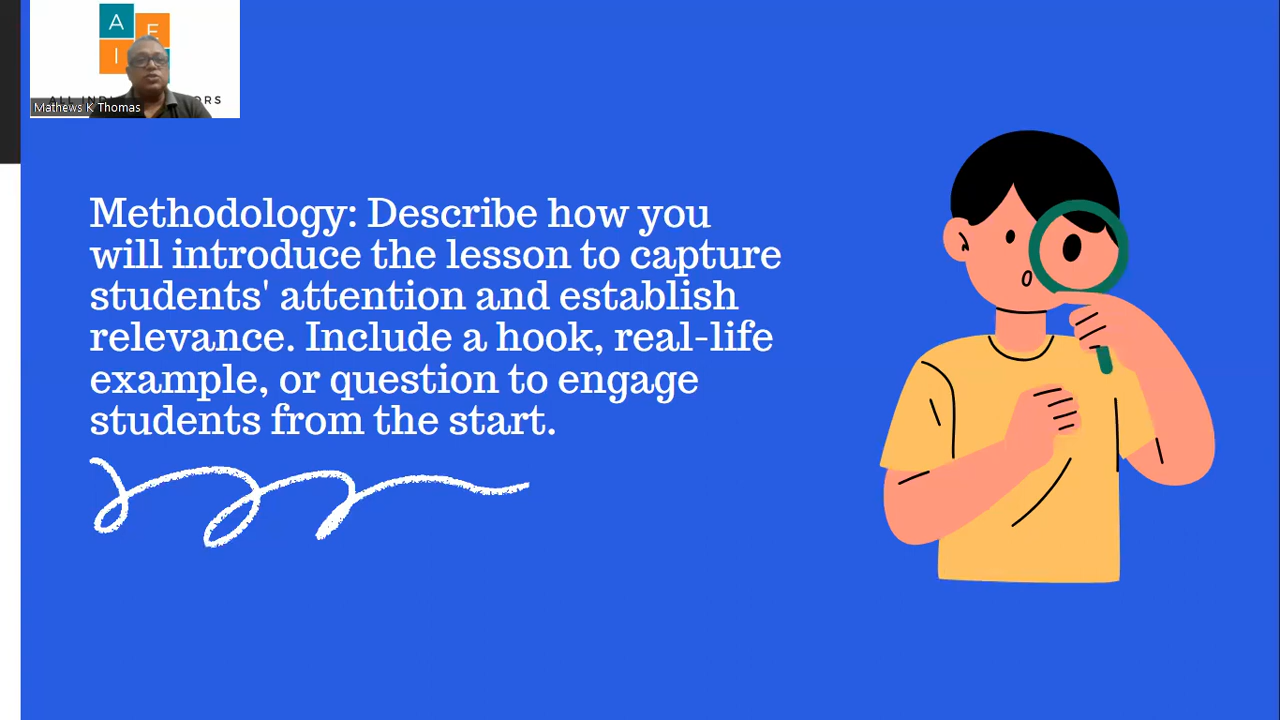 A
E
I
Mathews K Thomas
Methodology: Describe how you
will introduce the lesson to capture
students' attention and establish
relevance. Include a hook, real-life
example, or question to engage
students from the start.